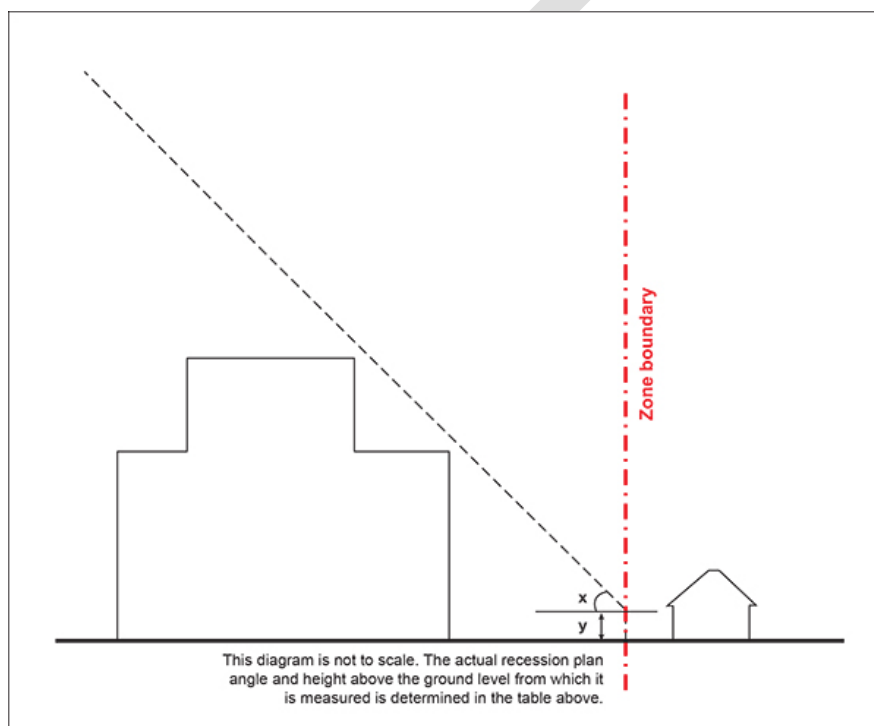 Zone boundary
x
y
This diagram is not to scale. The actual recession plan
angle and height above the ground level from which it
is measured is determined in the table above.